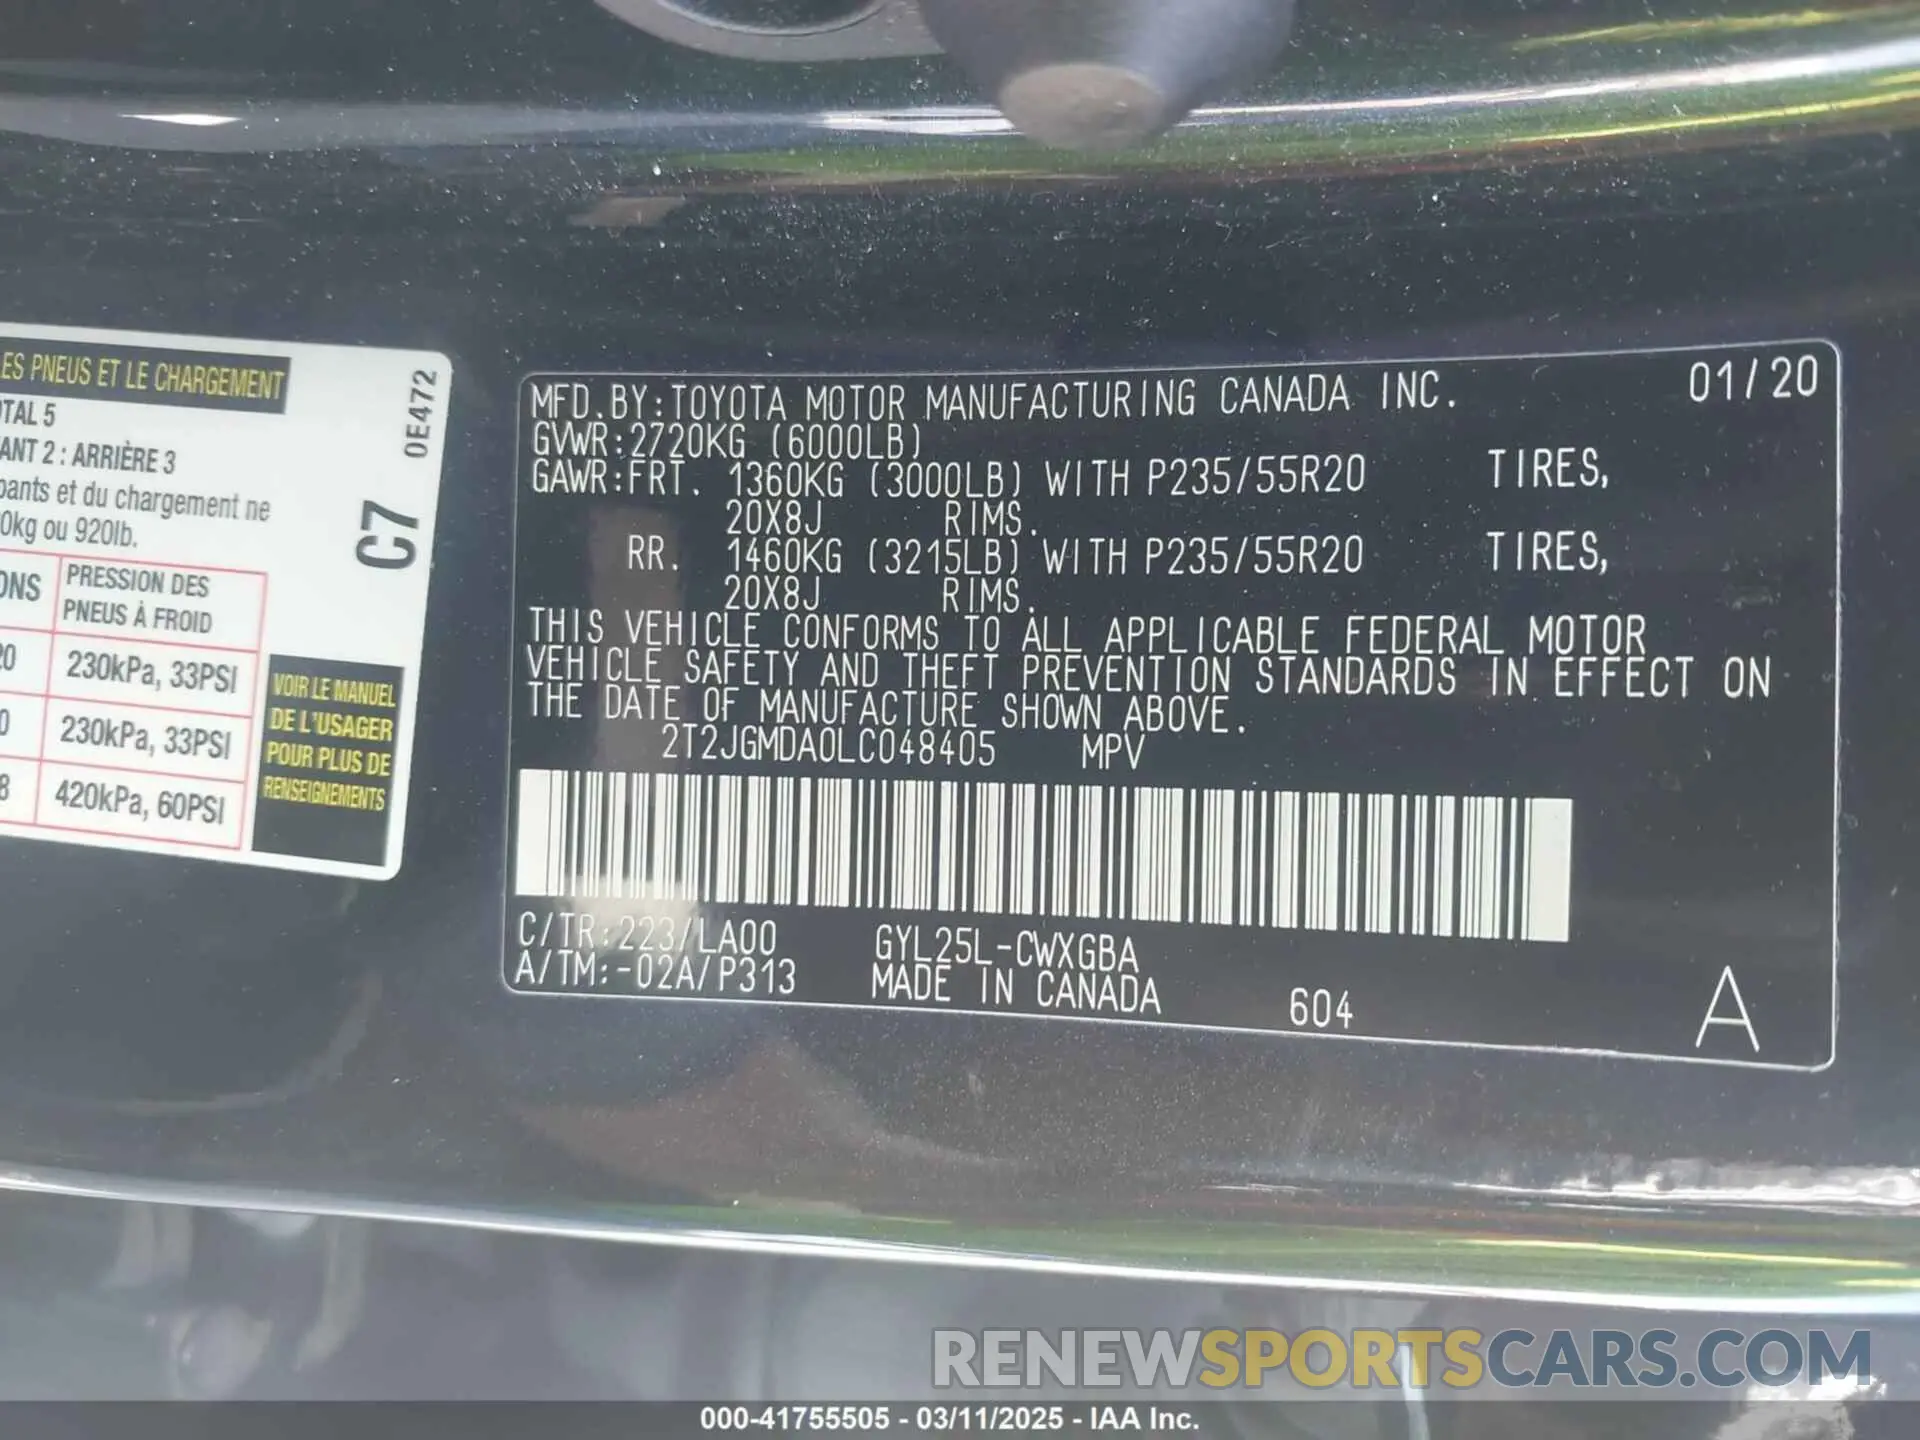 ES PNEUS ET LE CHARGEMENT
TAL 5
ANT 2 : ARRIÈRE 3
pants et du chargement ne
0kg ou 920lb.
ONS
PRESSION DES
PNEUS À FROID
20
230kPa, 33PSI
0
230kPa, 33PSI
8
420kPa, 60PSI
VOIR LE MANUEL
DE L'USAGER
POUR PLUS DE
RENSEIGNEMENTS
C7
0E472
MFD.BY:TOYOTA MOTOR MANUFACTURING CANADA INC. 01/20
GVWR:2720KG (6000LB)
GAWR:FRT. 1360KG (3000LB) WITH P235/55R20 TIRES,
20X8J RIMS.
RR. 1460KG (3215LB) WITH P235/55R20 TIRES,
20X8J RIMS.
THIS VEHICLE CONFORMS TO ALL APPLICABLE FEDERAL MOTOR
VEHICLE SAFETY AND THEFT PREVENTION STANDARDS IN EFFECT ON
THE DATE OF MANUFACTURE SHOWN ABOVE.
2T2JGMDA0LC048405 MPV
C/TR:223/LA00 GYL25L-CWXGBA
A/TM:-02A/P313 MADE IN CANADA 604 A
RENEWSPORTSCARS.COM
000-41755505 - 03/11/2025 - IAA Inc.